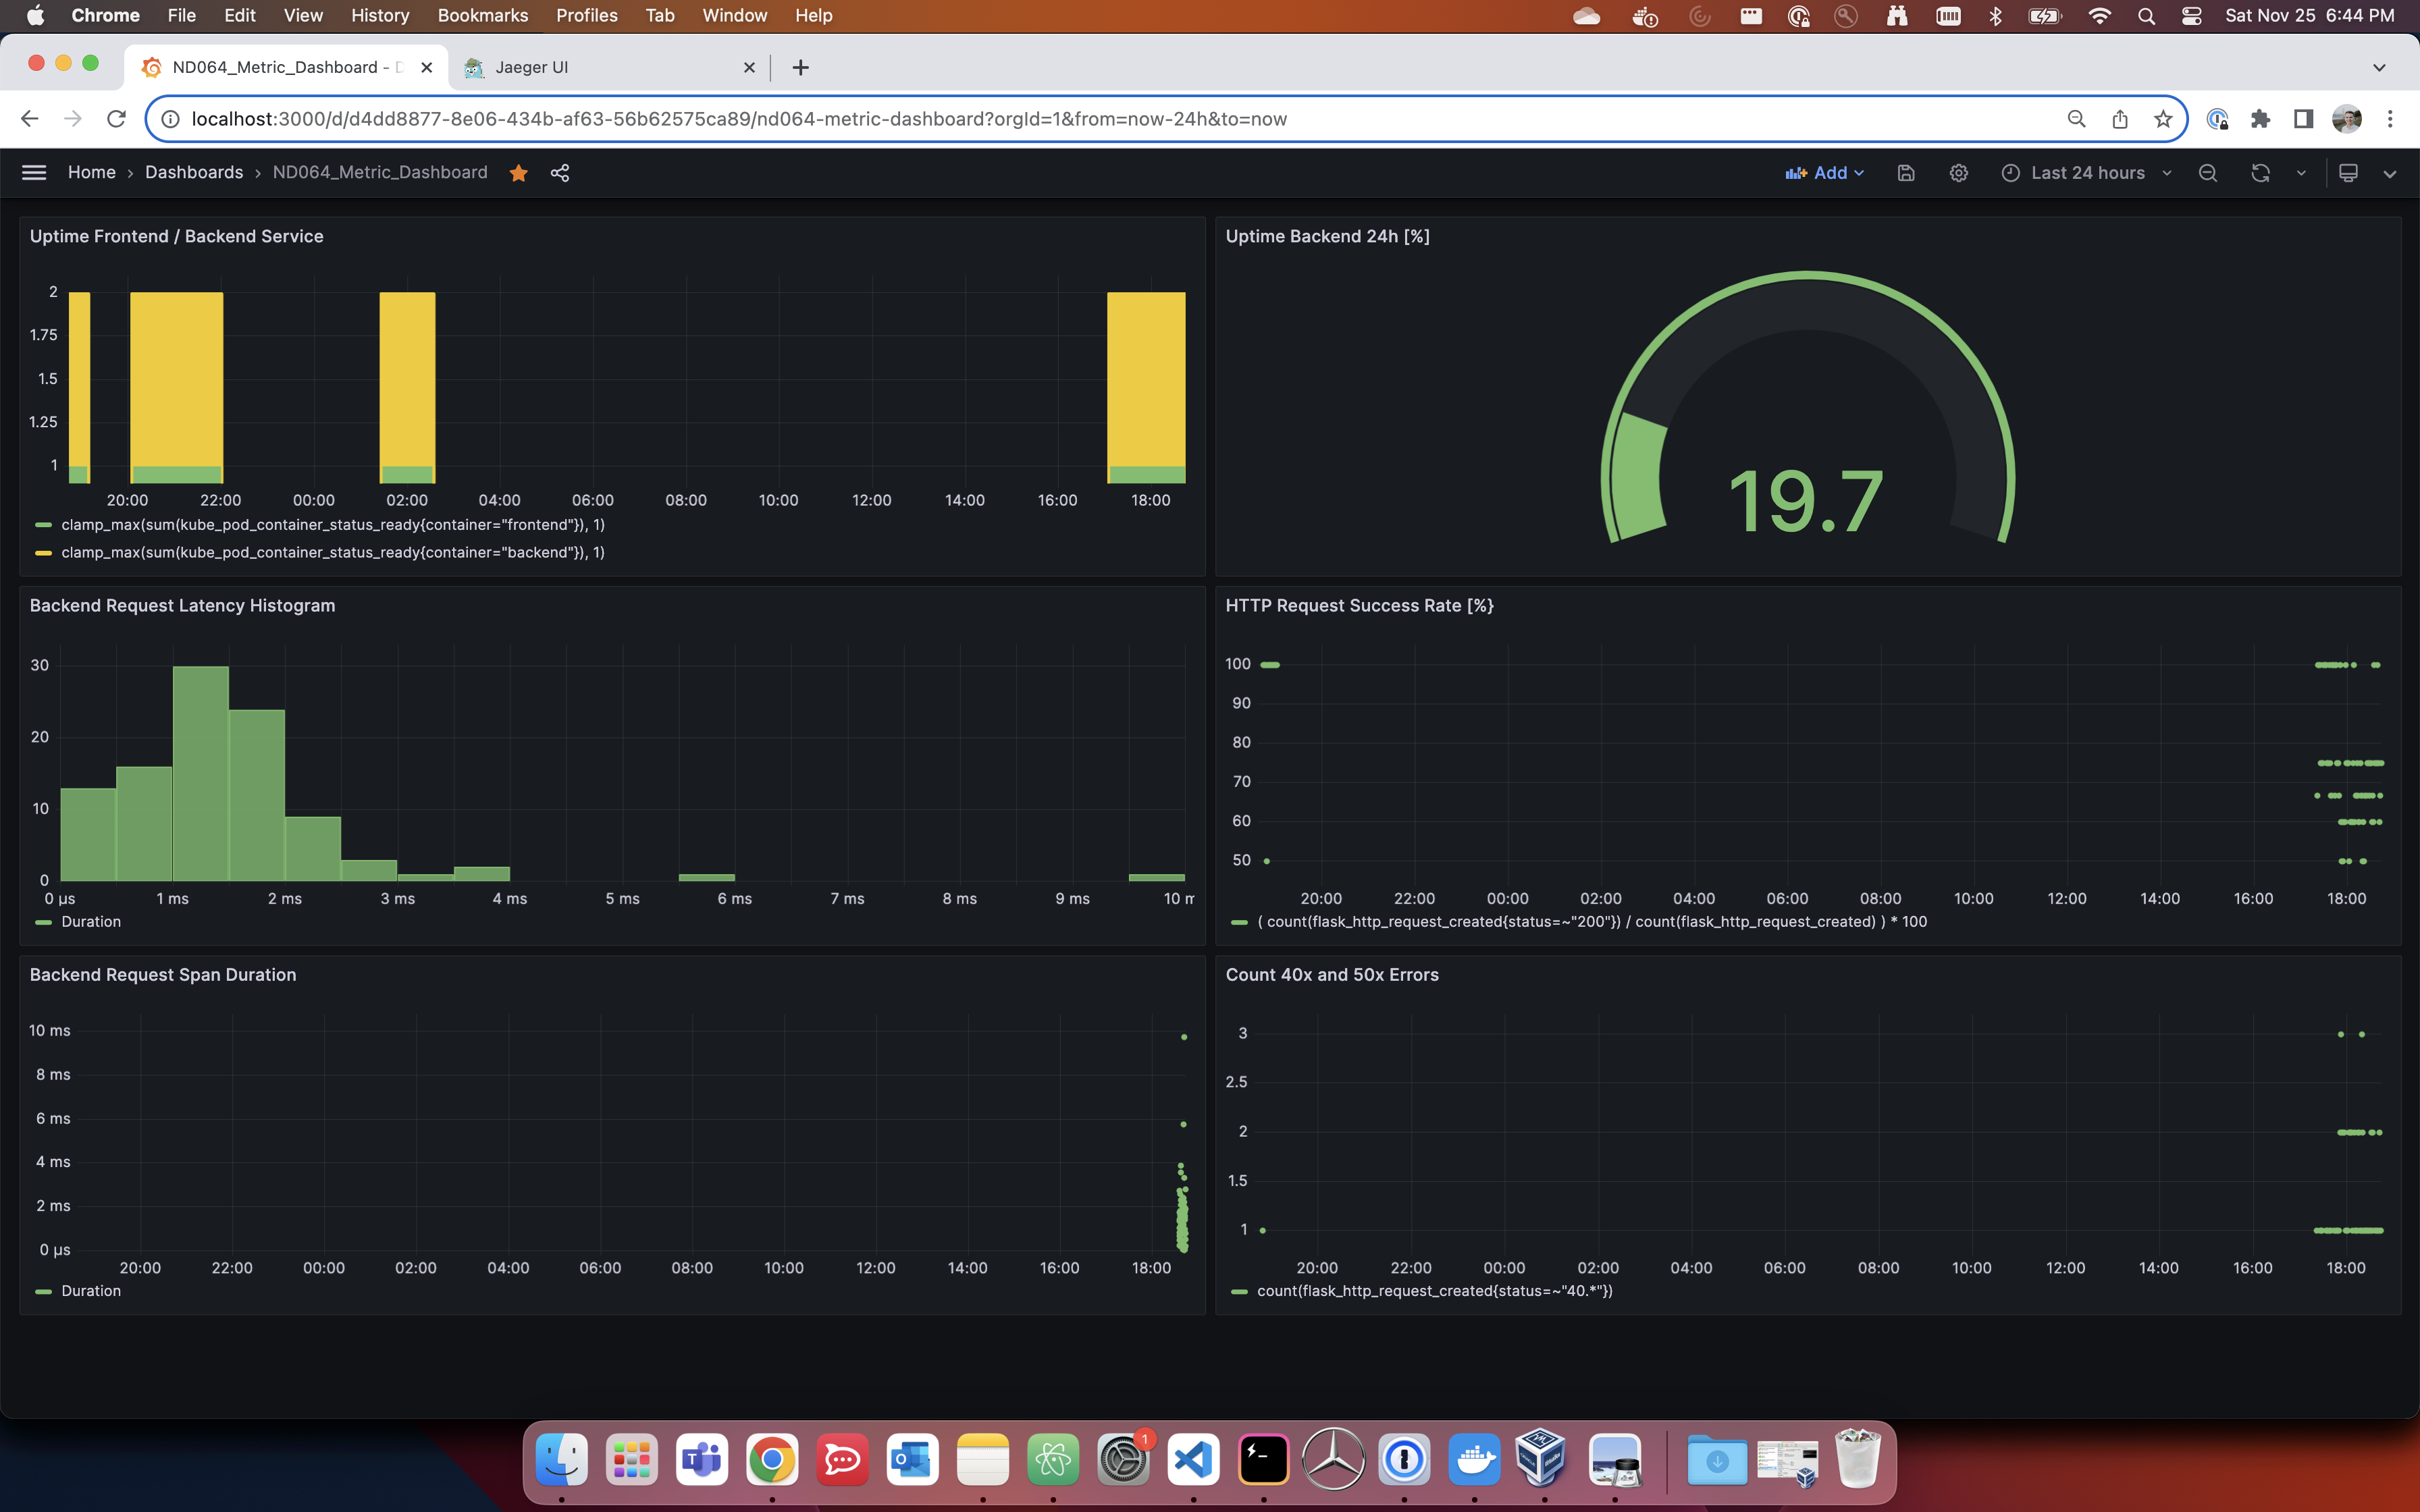 Chrome File Edit View History Bookmarks Profiles Tab Window Help Sat Nov 25 6:44 PM
ND064_Metric_Dashboard - Jaeger UI
localhost:3000/d/d4dd8877-8e06-434b-af63-56b62575ca89/nd064-metric-dashboard?orgId=1&from=now-24h&to=now
Home › Dashboards › ND064_Metric_Dashboard Add Last 24 hours
Uptime Frontend / Backend Service
2
1.75
1.5
1.25
1
20:00 22:00 00:00 02:00 04:00 06:00 08:00 10:00 12:00 14:00 16:00 18:00
clamp_max(sum(kube_pod_container_status_ready{container="frontend"}), 1)
clamp_max(sum(kube_pod_container_status_ready{container="backend"}), 1)
Uptime Backend 24h [%]
19.7
Backend Request Latency Histogram
30
20
10
0
0 µs 1 ms 2 ms 3 ms 4 ms 5 ms 6 ms 7 ms 8 ms 9 ms 10 m
Duration
HTTP Request Success Rate [%}
100
90
80
70
60
50
20:00 22:00 00:00 02:00 04:00 06:00 08:00 10:00 12:00 14:00 16:00 18:00
( count(flask_http_request_created{status=~"200"}) / count(flask_http_request_created) ) * 100
Backend Request Span Duration
10 ms
8 ms
6 ms
4 ms
2 ms
0 µs
20:00 22:00 00:00 02:00 04:00 06:00 08:00 10:00 12:00 14:00 16:00 18:00
Duration
Count 40x and 50x Errors
3
2.5
2
1.5
1
20:00 22:00 00:00 02:00 04:00 06:00 08:00 10:00 12:00 14:00 16:00 18:00
count(flask_http_request_created{status=~"40.*"})
1